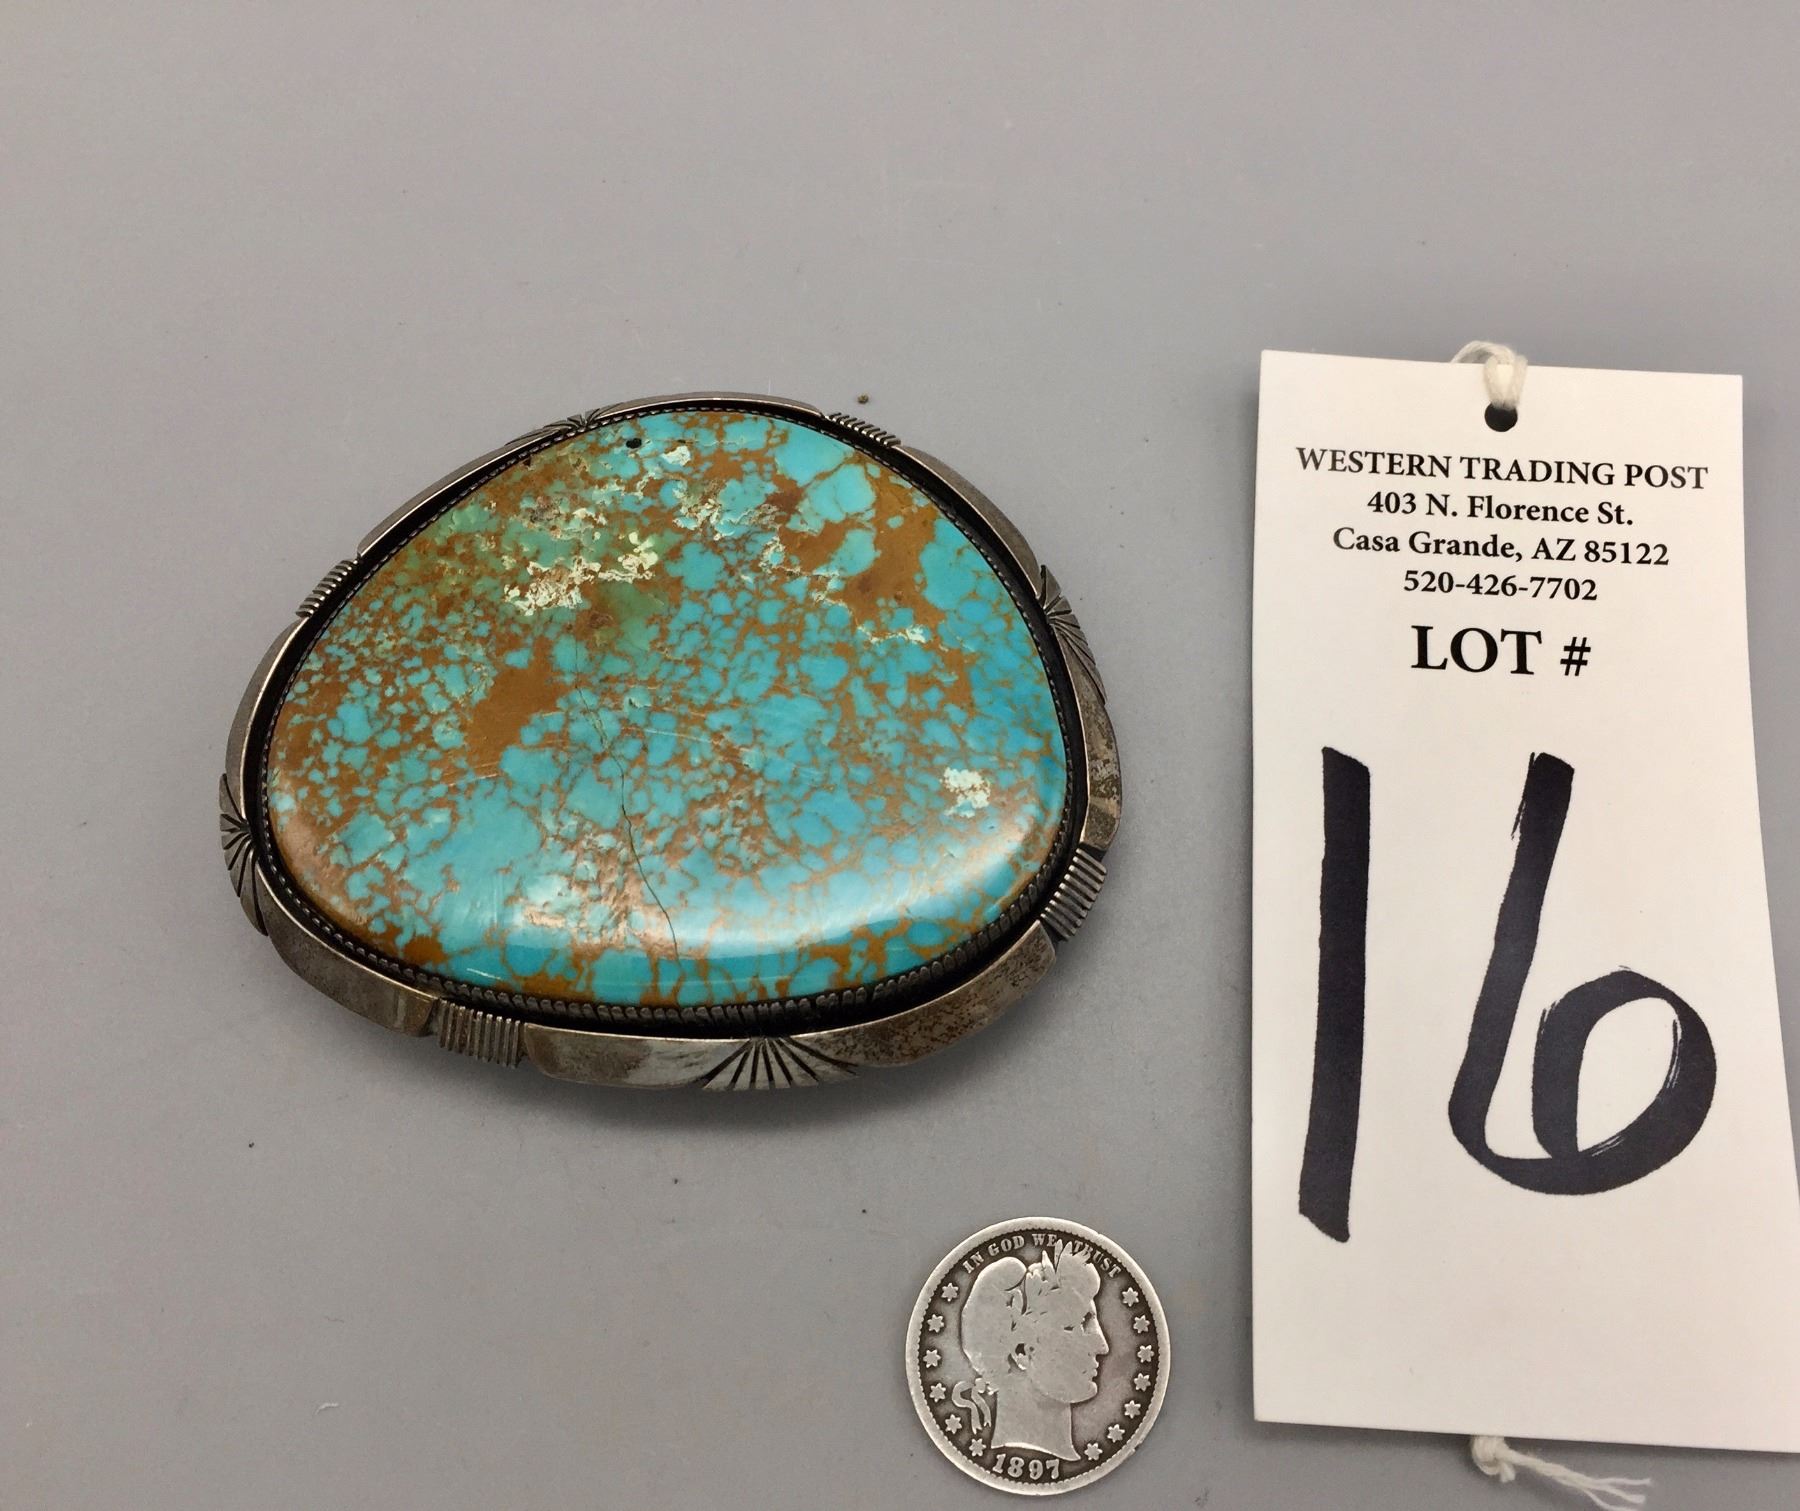 WESTERN TRADING POST
403 N. Florence St.
Casa Grande, AZ 85122
520-426-7702
LOT #
16
IN GOD WE TRUST
1897